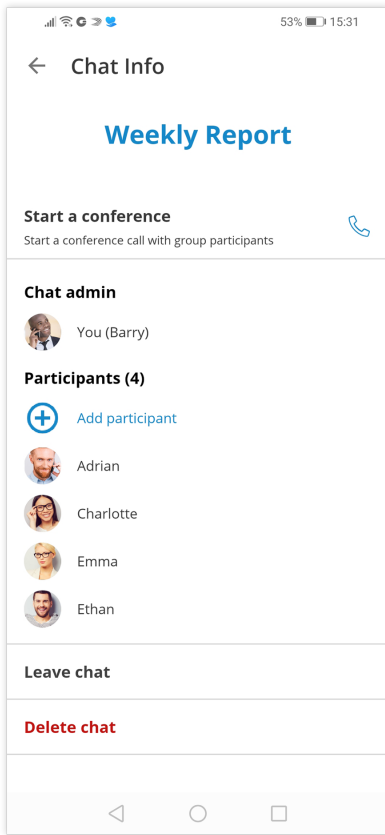 53% 15:31
Chat Info
Weekly Report
Start a conference
Start a conference call with group participants
Chat admin
You (Barry)
Participants (4)
Add participant
Adrian
Charlotte
Emma
Ethan
Leave chat
Delete chat